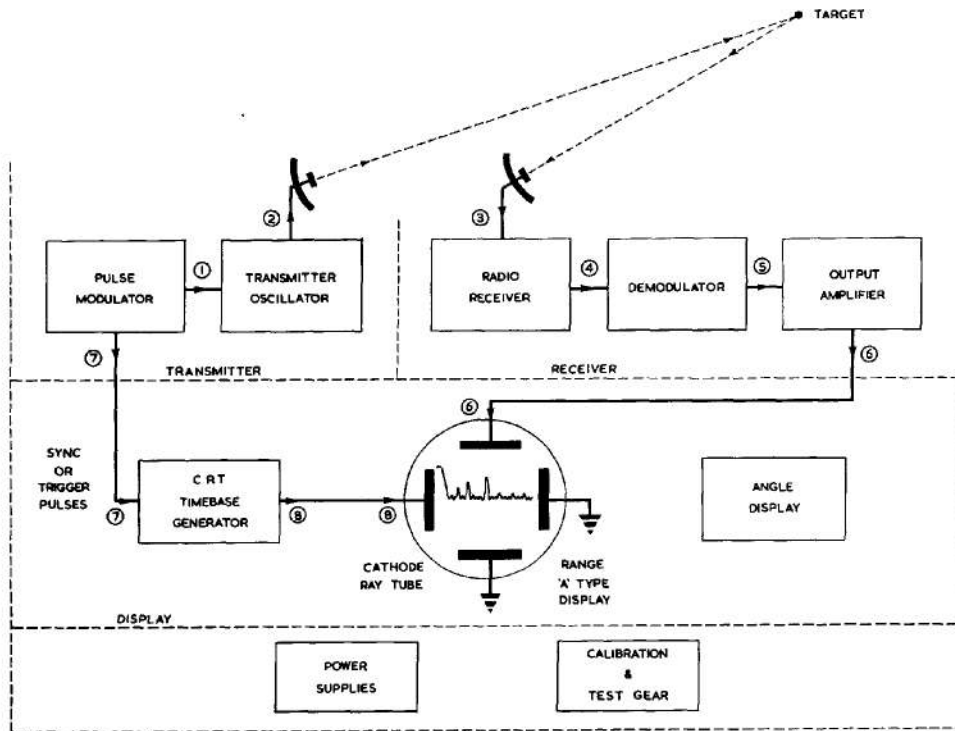 TARGET
②
③
PULSE
MODULATOR
①
TRANSMITTER
OSCILLATOR
RADIO
RECEIVER
④
DEMODULATOR
⑤
OUTPUT
AMPLIFIER
⑦
⑥
TRANSMITTER
RECEIVER
⑥
SYNC
OR
TRIGGER
PULSES
⑦
C R T
TIMEBASE
GENERATOR
⑧
⑧
ANGLE
DISPLAY
CATHODE
RAY TUBE
RANGE
'A' TYPE
DISPLAY
DISPLAY
POWER
SUPPLIES
CALIBRATION
&
TEST GEAR